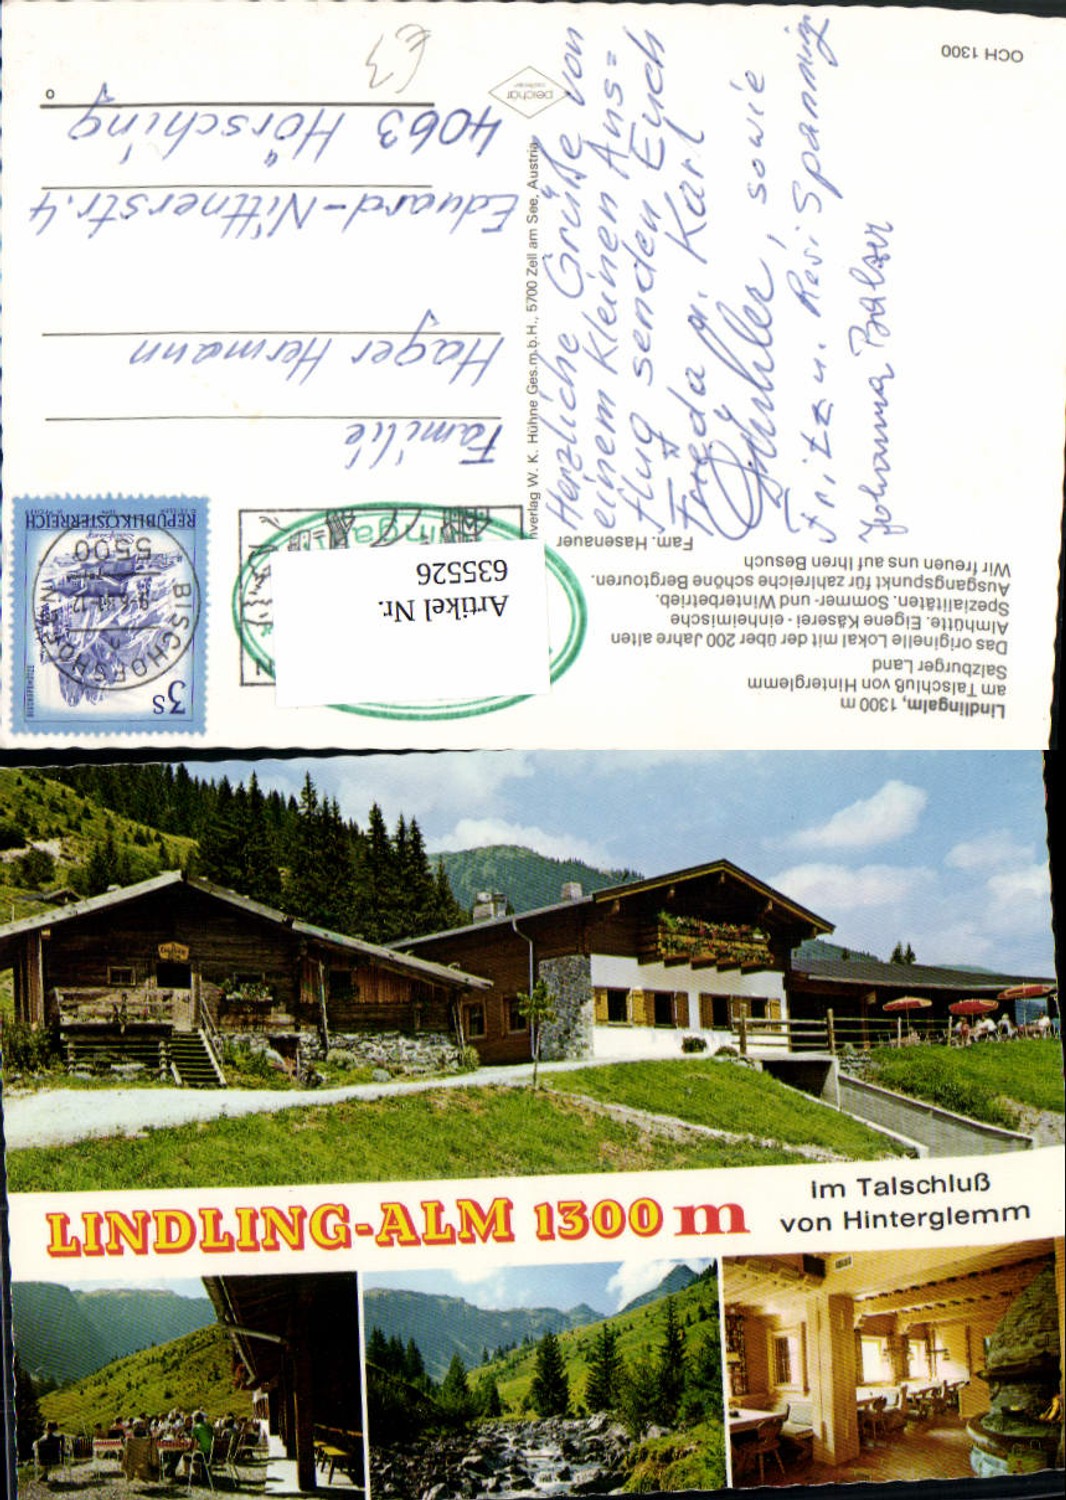 Lindlingalm, 1300 m
am Talschluß von Hinterglemm
Salzburger Land
Das originelle Lokal mit der über 200 Jahre alten
Almhütte. Eigene Käserei - einheimische
Spezialitäten. Sommer- und Winterbetrieb.
Ausgangspunkt für zahlreiche schöne Bergtouren.
Wir freuen uns auf Ihren Besuch
Fam. Hasenauer
Herzliche Grüße von
einem kleinen Aus=
flug senden Euch
Karl
sowie
Fritz u. Resi Spanring
Johanna Balzer
OCH 1300
verlag W. K. Hühne Ges.m.b.H., 5700 Zell am See, Austria
3S
REPUBLIK ÖSTERREICH
BISCHOFSHOFEN
5500
Artikel Nr.
635526
Familie
Hager Hermann
Eduard-Nittnerstr. 4
4063 Hörsching
€3
LINDLING-ALM 1300 m
im Talschluß
von Hinterglemm